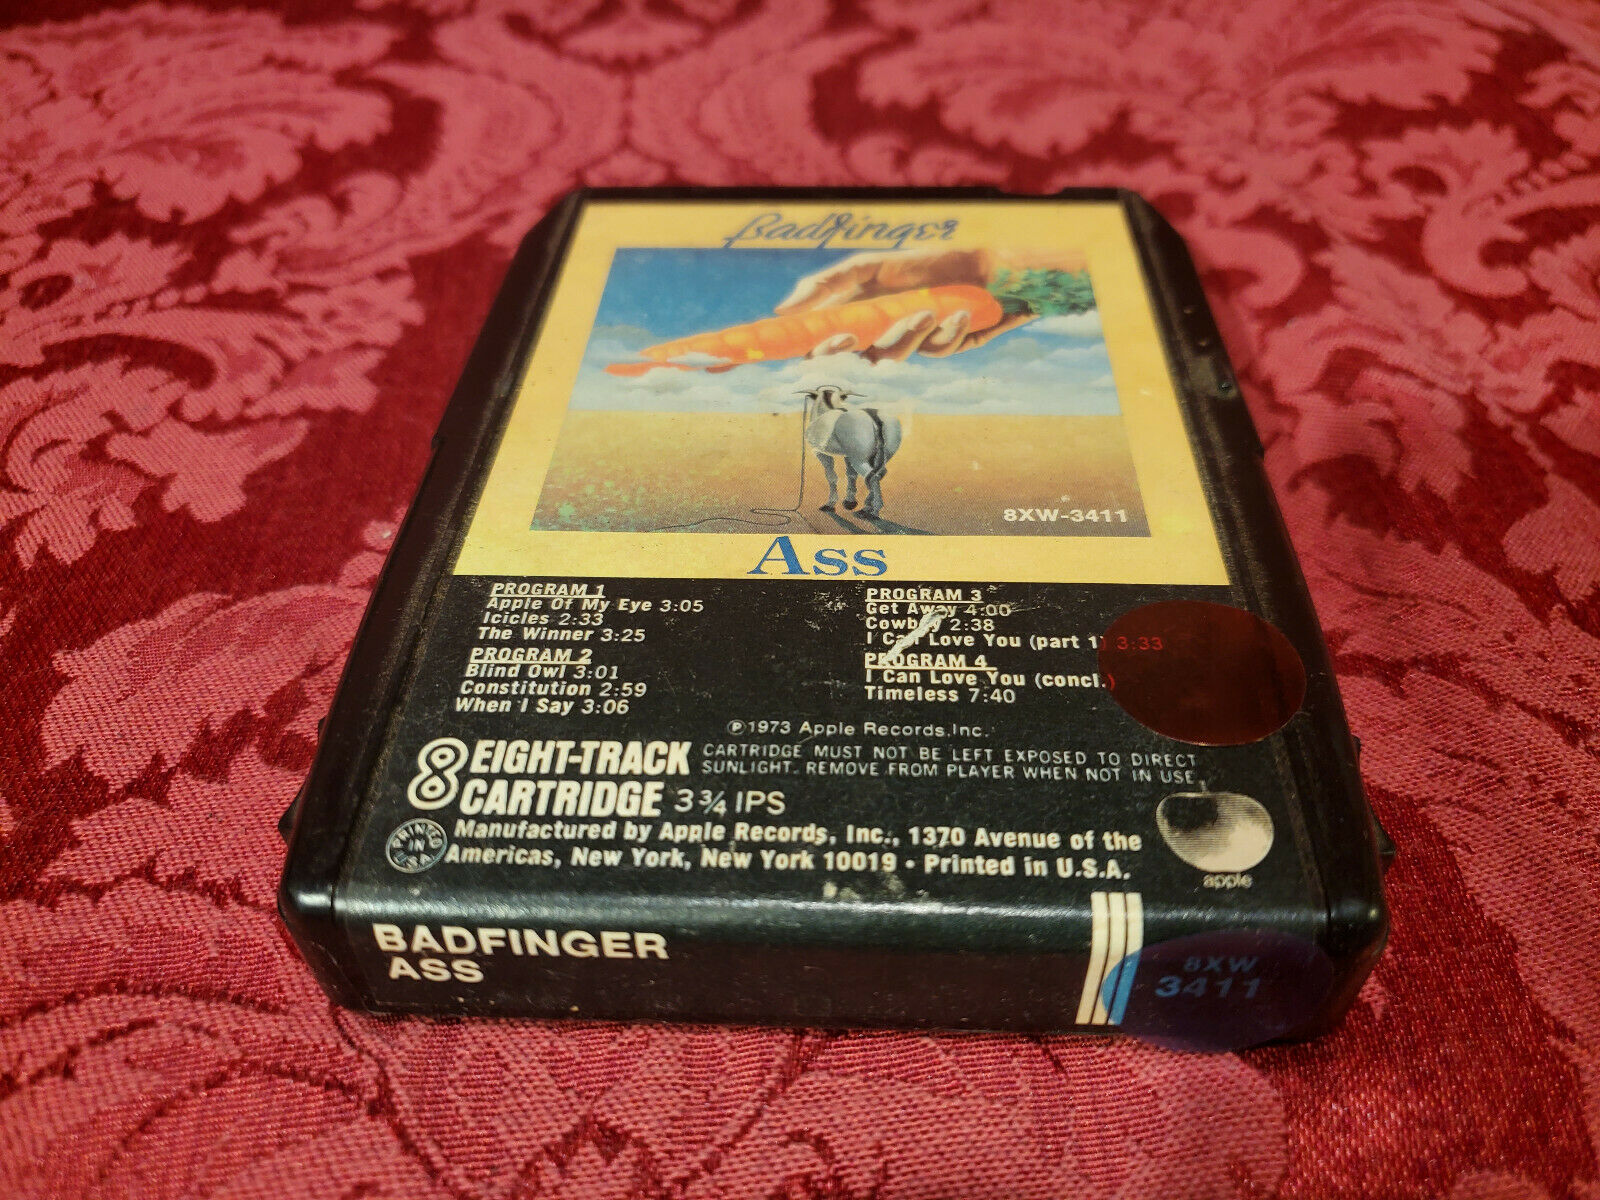 Badfinger
8XW-3411
Ass
PROGRAM 1
Apple Of My Eye 3:05
Icicles 2:33
The Winner 3:25
PROGRAM 2
Blind Owl 3:01
Constitution 2:59
When I Say 3:06
PROGRAM 3
Get Away 4:00
Cowboy 2:38
I Can Love You (part 1) 3:33
PROGRAM 4
I Can Love You (concl.)
Timeless 7:40
℗1973 Apple Records, Inc.
8 EIGHT-TRACK
CARTRIDGE 3 3/4 IPS
CARTRIDGE MUST NOT BE LEFT EXPOSED TO DIRECT
SUNLIGHT. REMOVE FROM PLAYER WHEN NOT IN USE.
PRINTED IN U.S.A.
Manufactured by Apple Records, Inc., 1370 Avenue of the
Americas, New York, New York 10019 • Printed in U.S.A.
apple
BADFINGER
ASS
8XW
3411